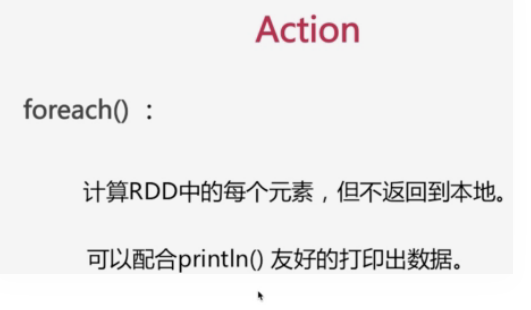 Action
foreach() ：
计算RDD中的每个元素，但不返回到本地。
可以配合println() 友好的打印出数据。